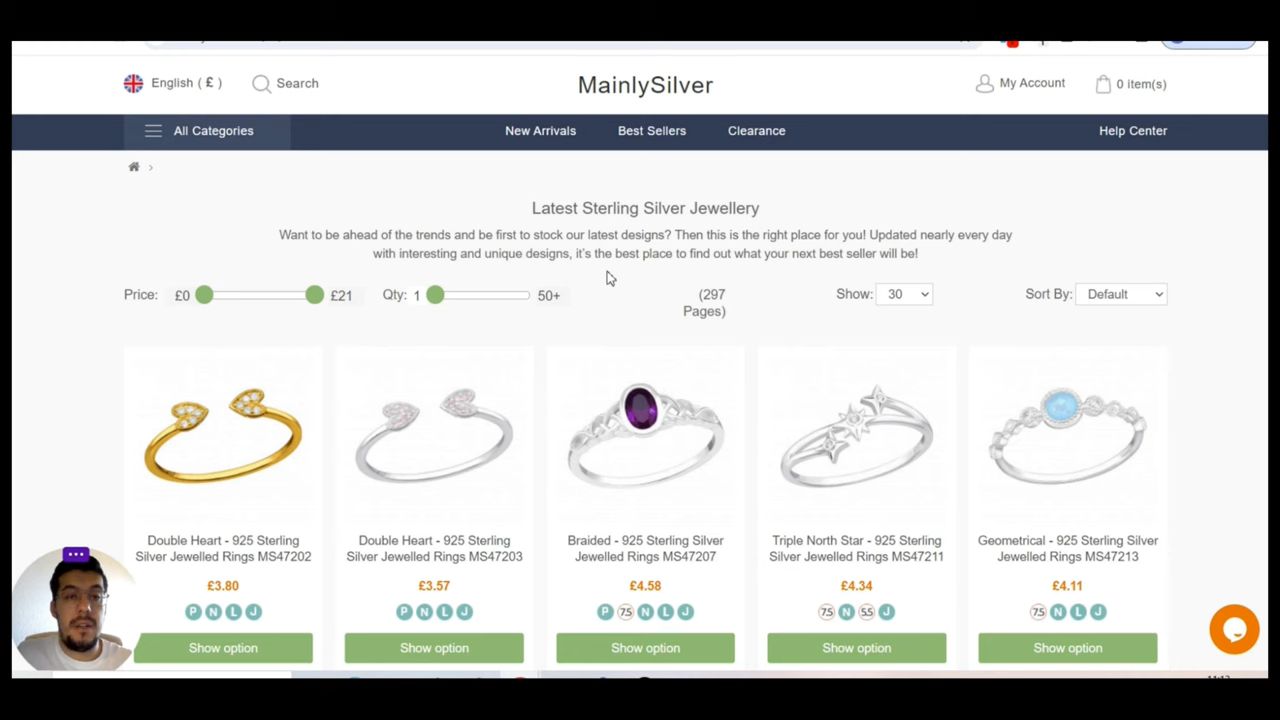 English ( £ )
Search
MainlySilver
My Account
0 item(s)
All Categories
New Arrivals
Best Sellers
Clearance
Help Center
Latest Sterling Silver Jewellery
Want to be ahead of the trends and be first to stock our latest designs? Then this is the right place for you! Updated nearly every day
with interesting and unique designs, it's the best place to find out what your next best seller will be!
Price: £0 £21
Qty: 1 50+
(297
Pages)
Show: 30
Sort By: Default
Double Heart - 925 Sterling
Silver Jewelled Rings MS47202
£3.80
P N L J
Show option
Double Heart - 925 Sterling
Silver Jewelled Rings MS47203
£3.57
P N L J
Show option
Braided - 925 Sterling Silver
Jewelled Rings MS47207
£4.58
P 7.5 N L J
Show option
Triple North Star - 925 Sterling
Silver Jewelled Rings MS47211
£4.34
7.5 N 5.5 J
Show option
Geometrical - 925 Sterling Silver
Jewelled Rings MS47213
£4.11
7.5 N L J
Show option